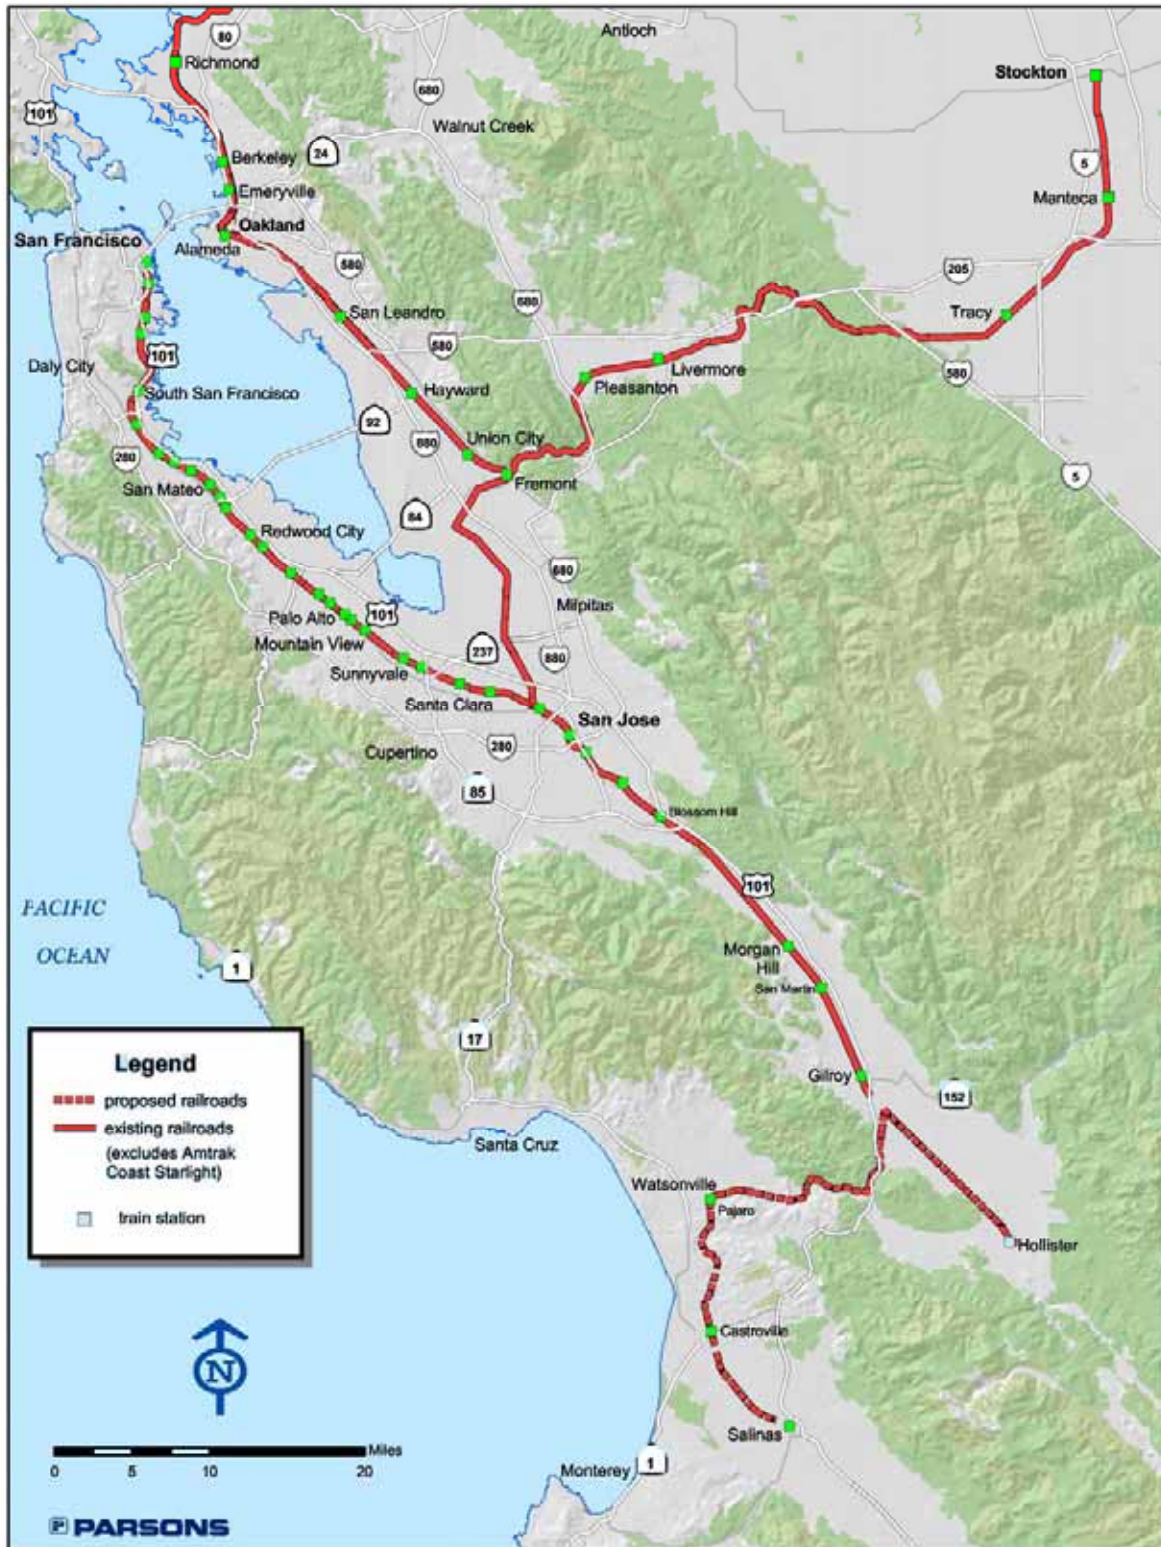 Antioch
80
Richmond
Stockton
680
101
Walnut Creek
24
Berkeley
5
Emeryville
Manteca
Oakland
San Francisco
Alameda
580
205
680
San Leandro
Tracy
101
580
Daly City
Livermore
580
Pleasanton
South San Francisco
Hayward
92
880
Union City
280
5
Fremont
San Mateo
84
Redwood City
680
Milpitas
Palo Alto
101
Mountain View
237
880
Sunnyvale
Santa Clara
San Jose
280
Cupertino
85
Blossom Hill
101
PACIFIC
OCEAN
Morgan
Hill
1
San Martin
17
Gilroy
152
Legend
proposed railroads
existing railroads
(excludes Amtrak
Coast Starlight)
train station
Santa Cruz
Watsonville
Pajaro
Hollister
Castroville
N
Salinas
Miles
0 5 10 20
Monterey
1
P PARSONS